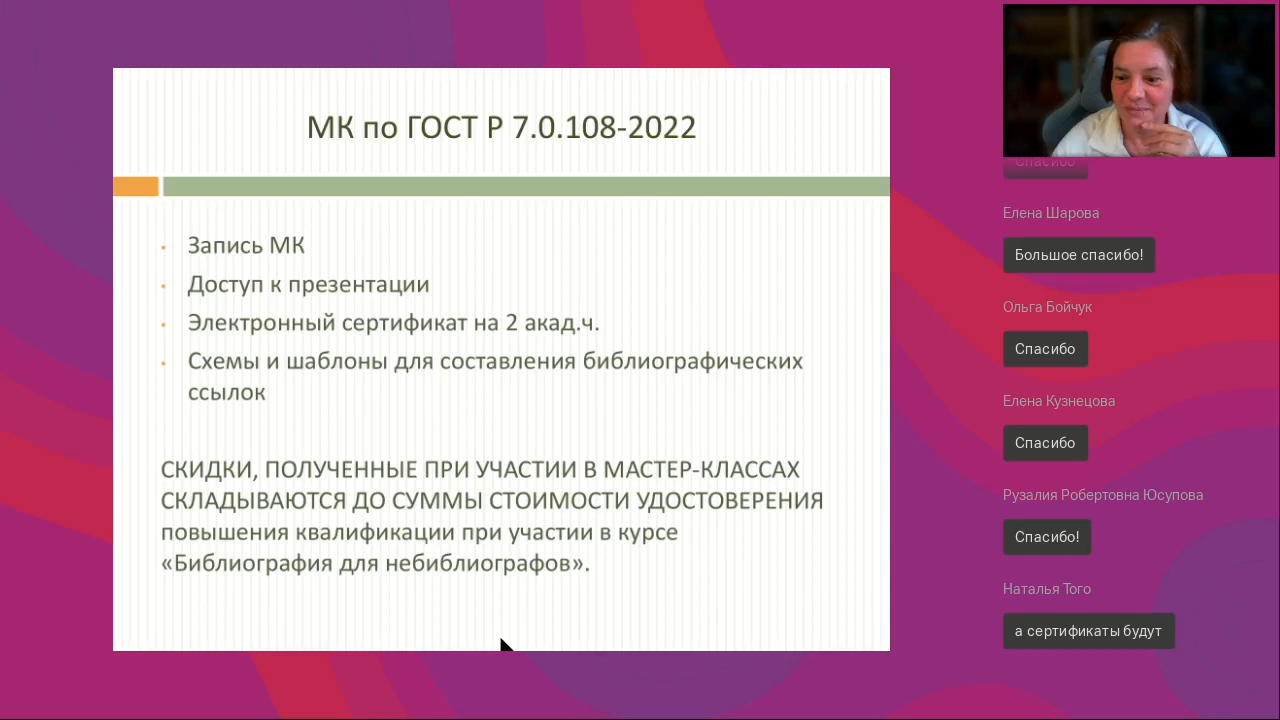 МК по ГОСТ Р 7.0.108-2022
Запись МК
Доступ к презентации
Электронный сертификат на 2 акад.ч.
Схемы и шаблоны для составления библиографических
ссылок
СКИДКИ, ПОЛУЧЕННЫЕ ПРИ УЧАСТИИ В МАСТЕР-КЛАССАХ
СКЛАДЫВАЮТСЯ ДО СУММЫ СТОИМОСТИ УДОСТОВЕРЕНИЯ
повышения квалификации при участии в курсе
«Библиография для небиблиографов».
Спасибо
Елена Шарова
Большое спасибо!
Ольга Бойчук
Спасибо
Елена Кузнецова
Спасибо
Рузалия Робертовна Юсупова
Спасибо!
Наталья Того
а сертификаты будут